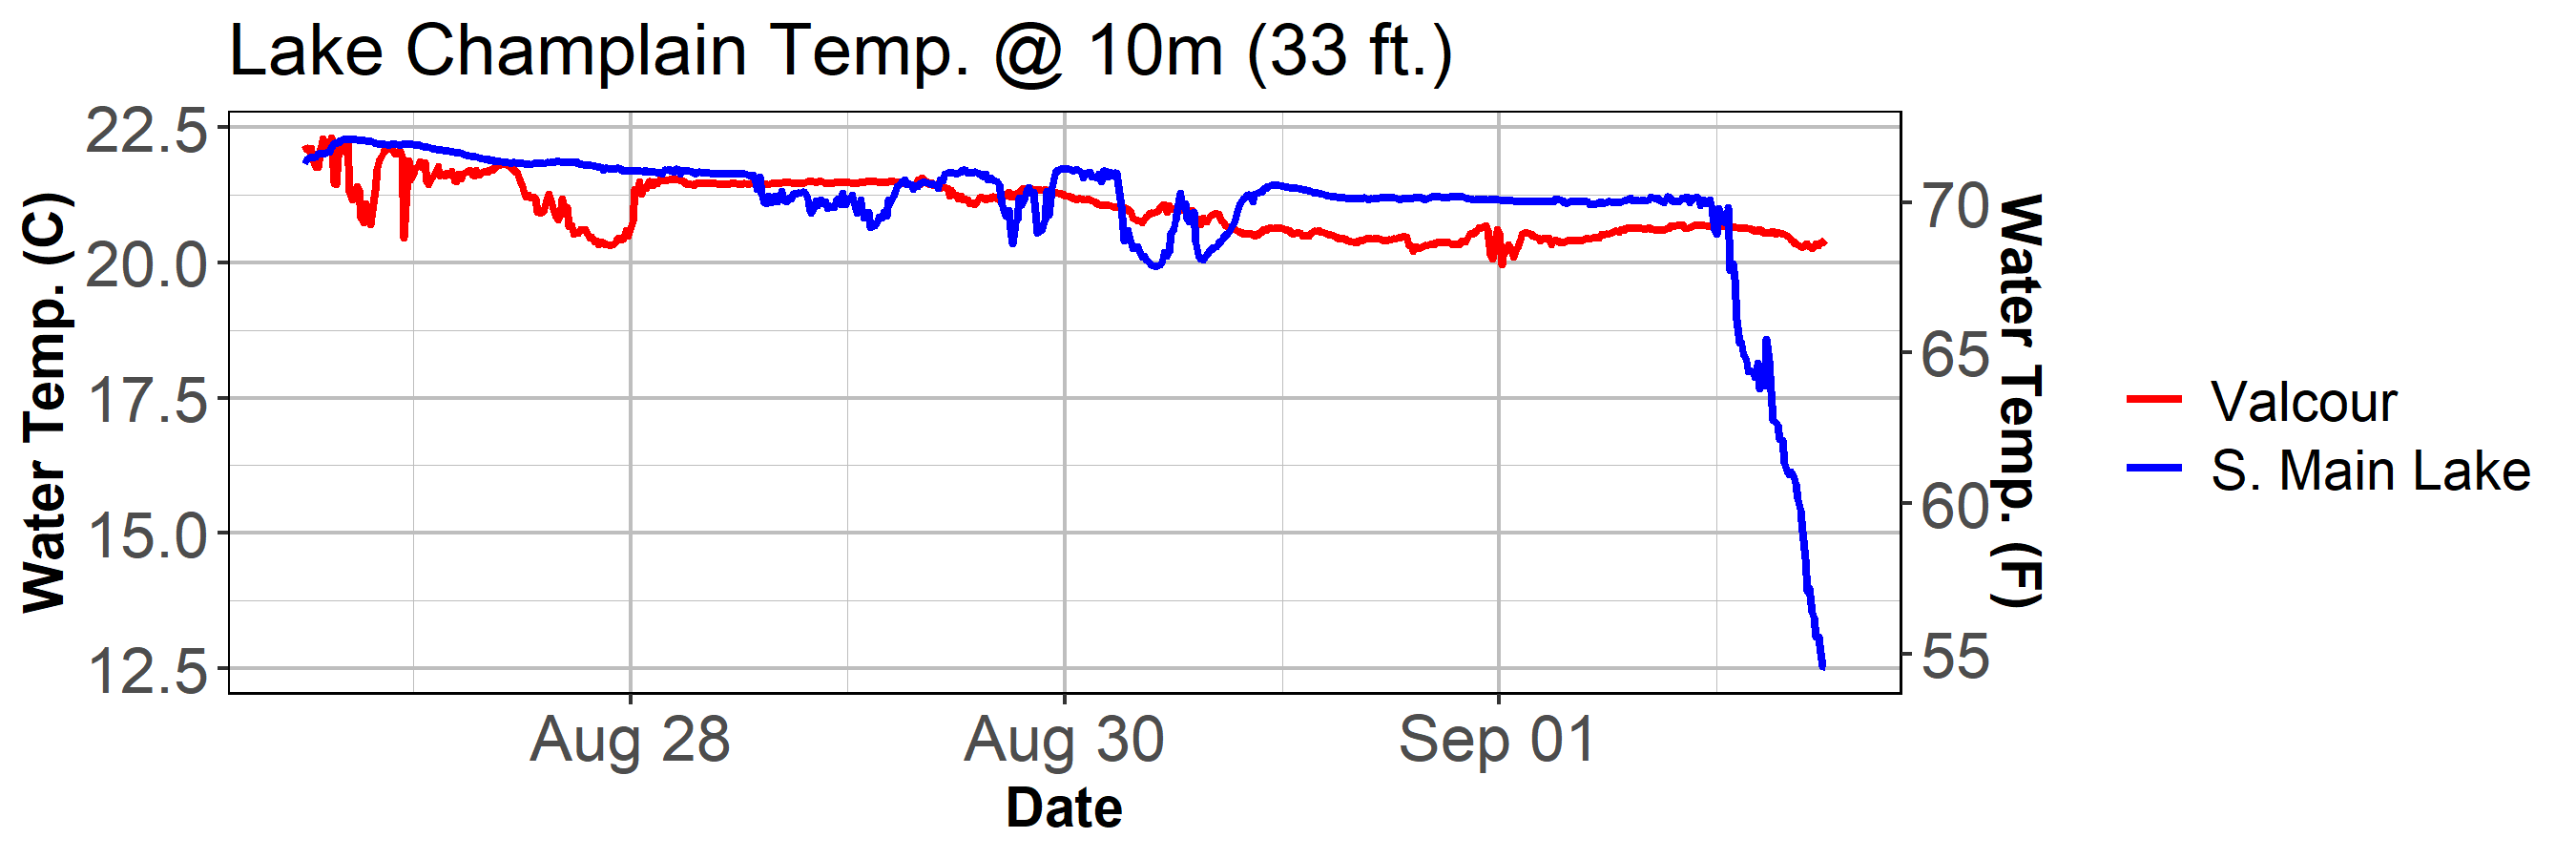 Lake Champlain Temp. @ 10m (33 ft.)
Water Temp. (C)
22.5
20.0
17.5
15.0
12.5
70
65
60
55
Water Temp. (F)
Aug 28
Aug 30
Sep 01
Date
Valcour
S. Main Lake